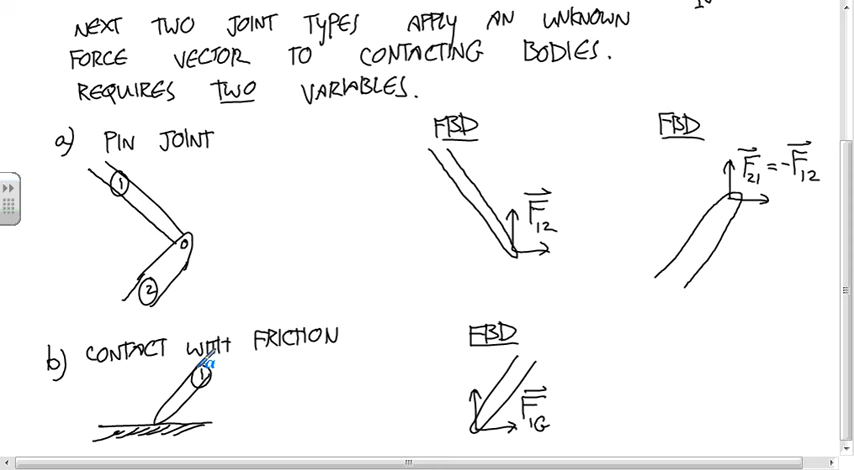 NEXT TWO JOINT TYPES APPLY AN UNKNOWN
FORCE VECTOR TO CONTACTING BODIES.
REQUIRES TWO VARIABLES.
a) PIN JOINT
FBD
FBD
1
2
F12
F21 = -F12
b) CONTACT WITH FRICTION
FBD
1
F1G